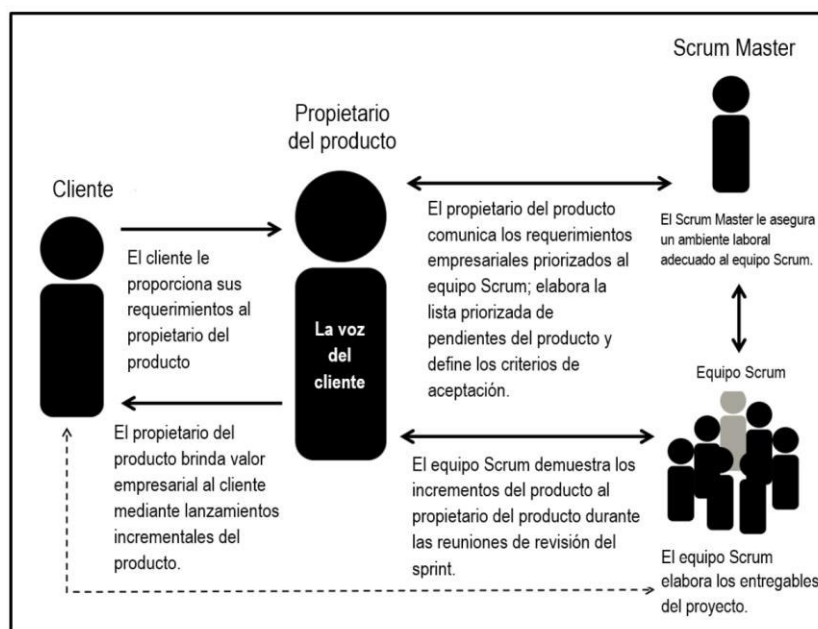 Scrum Master
Propietario
del producto
Cliente
El cliente le
proporciona sus
requerimientos al
propietario del
producto
La voz
del
cliente
El propietario del producto
comunica los requerimientos
empresariales priorizados al
equipo Scrum; elabora la
lista priorizada de
pendientes del producto y
define los criterios de
aceptación.
El Scrum Master le asegura
un ambiente laboral
adecuado al equipo Scrum.
Equipo Scrum
El propietario del
producto brinda valor
empresarial al cliente
mediante lanzamientos
incrementales del
producto.
El equipo Scrum demuestra los
incrementos del producto al
propietario del producto durante
las reuniones de revisión del
sprint.
El equipo Scrum
elabora los entregables
del proyecto.